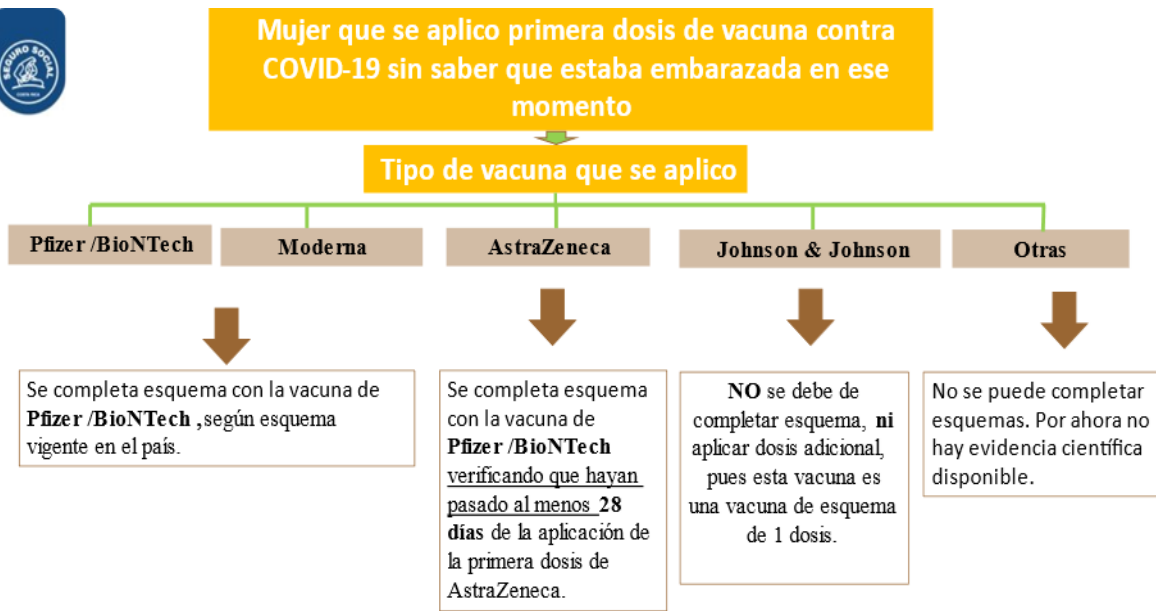 SEGURO SOCIAL
COSTA RICA
Mujer que se aplico primera dosis de vacuna contra
COVID-19 sin saber que estaba embarazada en ese
momento
Tipo de vacuna que se aplico
Pfizer /BioNTech
Moderna
AstraZeneca
Johnson & Johnson
Otras
Se completa esquema con la vacuna de
Pfizer /BioNTech ,según esquema
vigente en el país.
Se completa esquema
con la vacuna de
Pfizer /BioNTech
verificando que hayan
pasado al menos 28
días de la aplicación de
la primera dosis de
AstraZeneca.
NO se debe de
completar esquema, ni
aplicar dosis adicional,
pues esta vacuna es
una vacuna de esquema
de 1 dosis.
No se puede completar
esquemas. Por ahora no
hay evidencia científica
disponible.